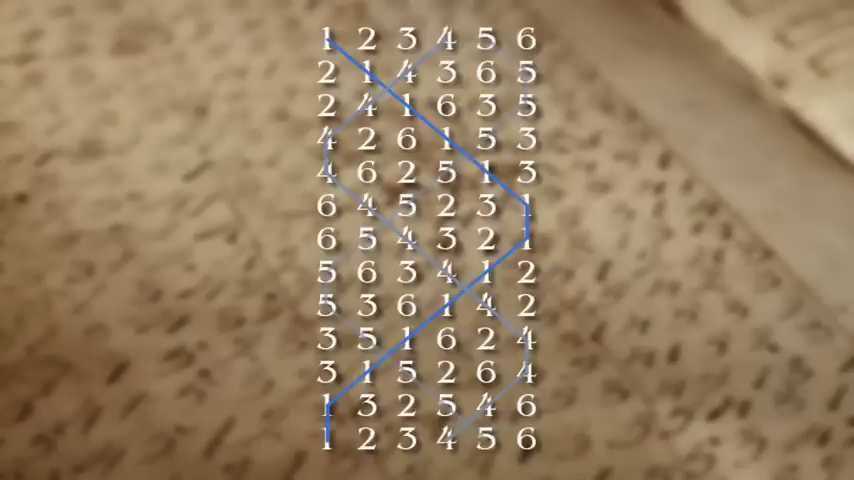 1 2 3 4 5 6
2 1 4 3 6 5
2 4 1 6 3 5
4 2 6 1 5 3
4 6 2 5 1 3
6 4 5 2 3 1
6 5 4 3 2 1
5 6 3 4 1 2
5 3 6 1 4 2
3 5 1 6 2 4
3 1 5 2 6 4
1 3 2 5 4 6
1 2 3 4 5 6